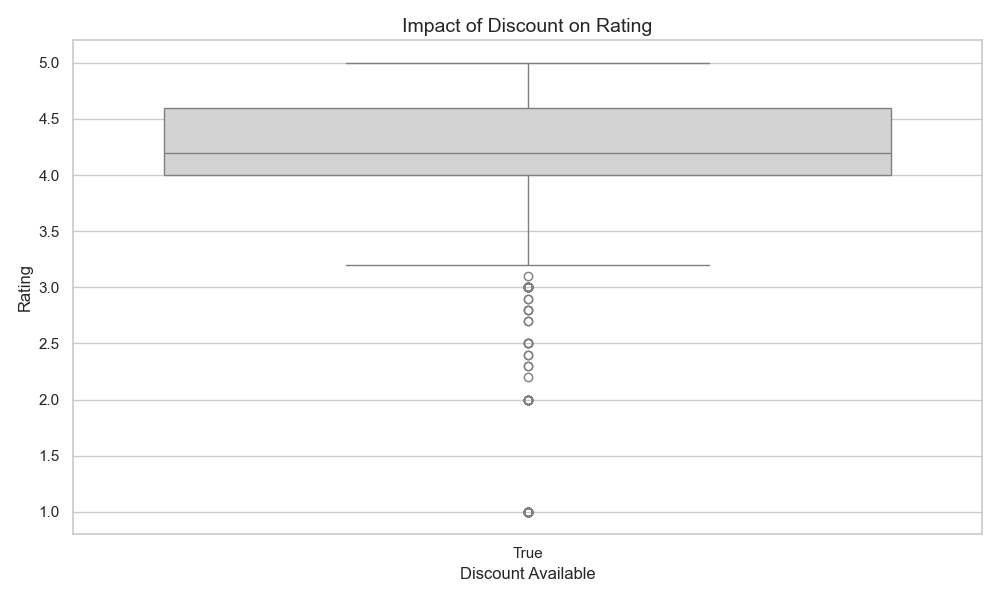 Impact of Discount on Rating
5.0
4.5
4.0
3.5
3.0
2.5
2.0
1.5
1.0
Rating
True
Discount Available